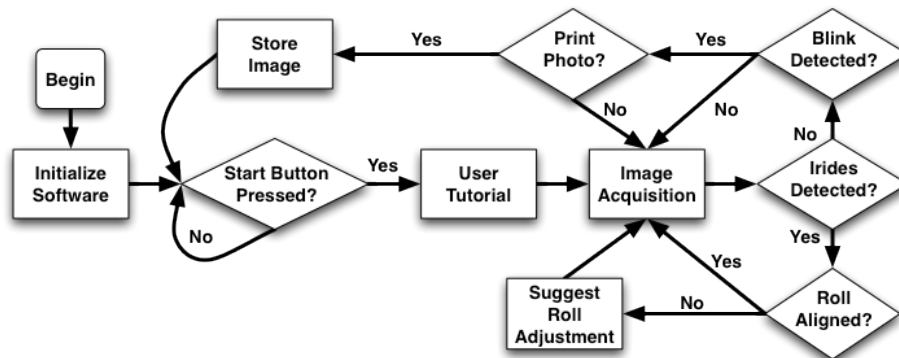 Store
Image
Yes
Print
Photo?
Yes
Blink
Detected?
Begin
No
No
No
Initialize
Software
Start Button
Pressed?
Yes
User
Tutorial
Image
Acquisition
Irides
Detected?
No
Yes
Yes
Suggest
Roll
Adjustment
No
Roll
Aligned?